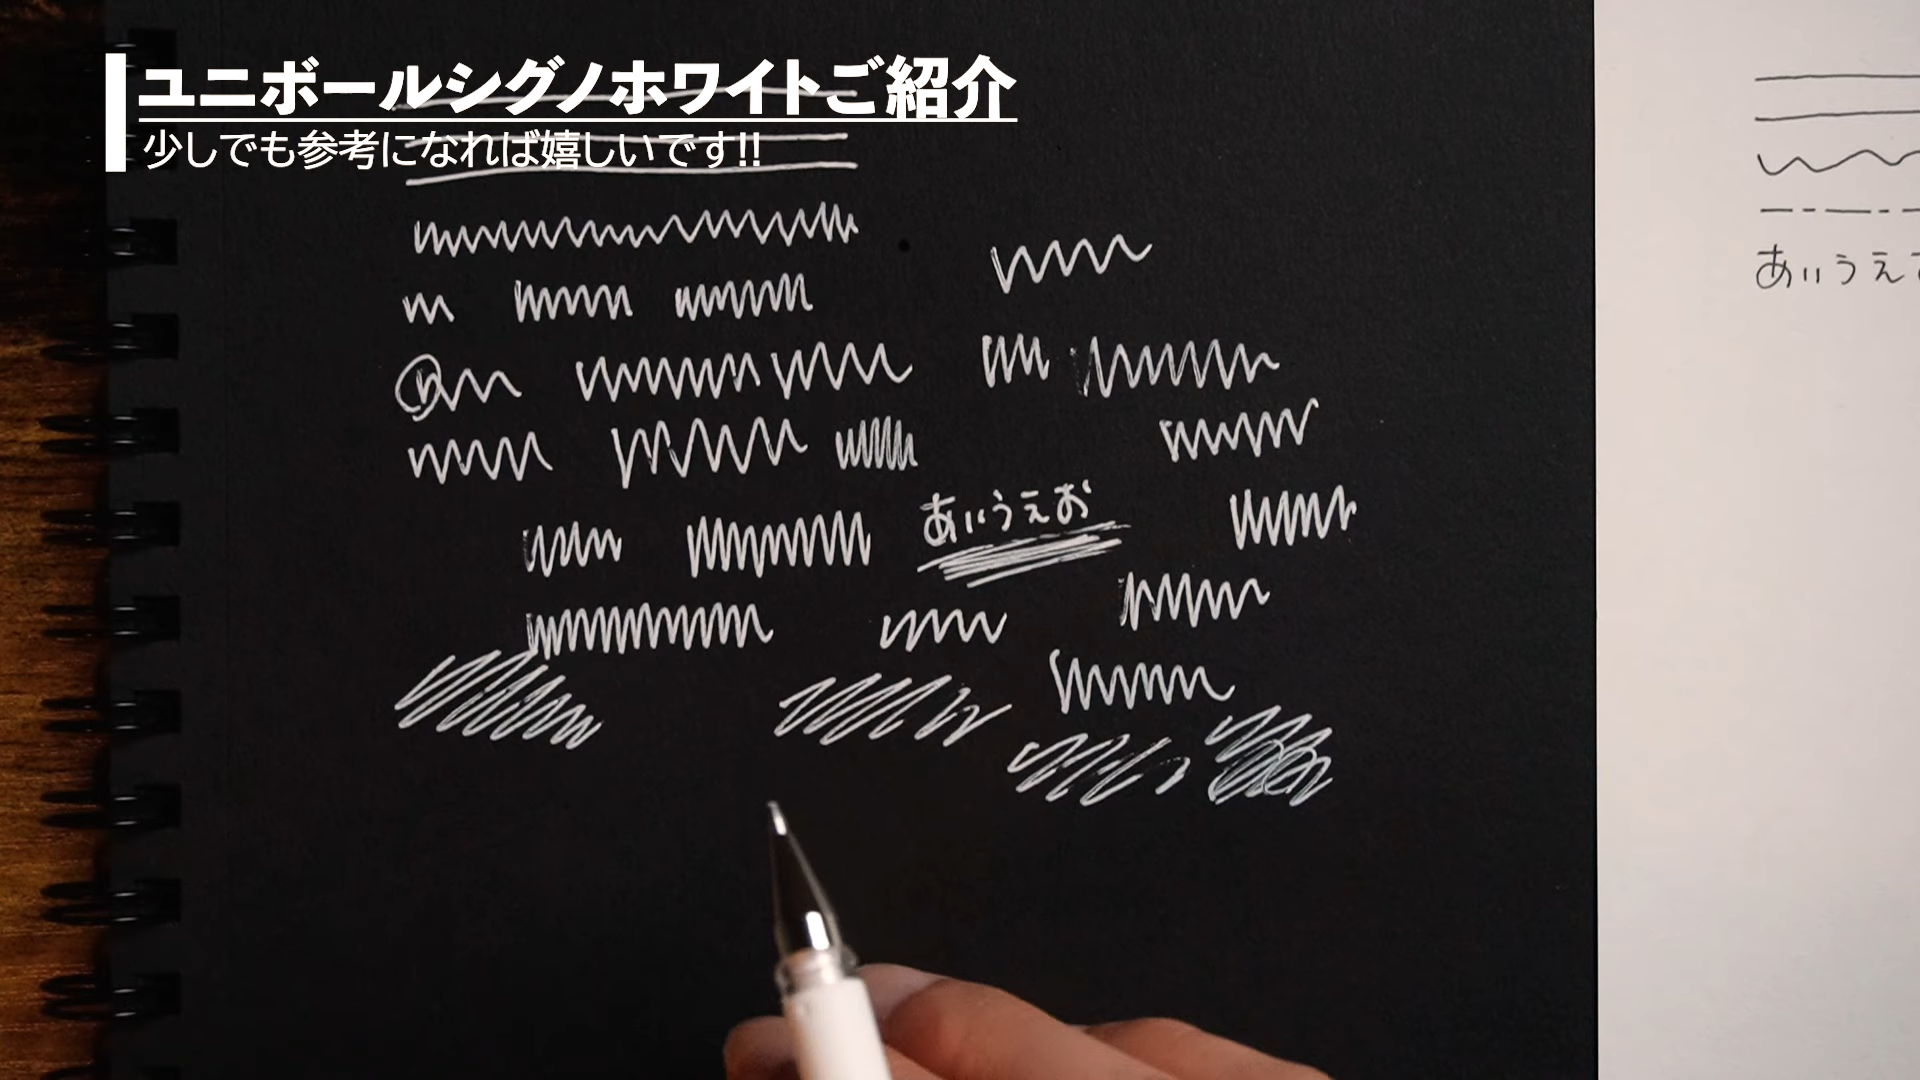 ユニボールシグノホワイトご紹介
少しでも参考になれば嬉しいです!!
あいうえお
あいうえ